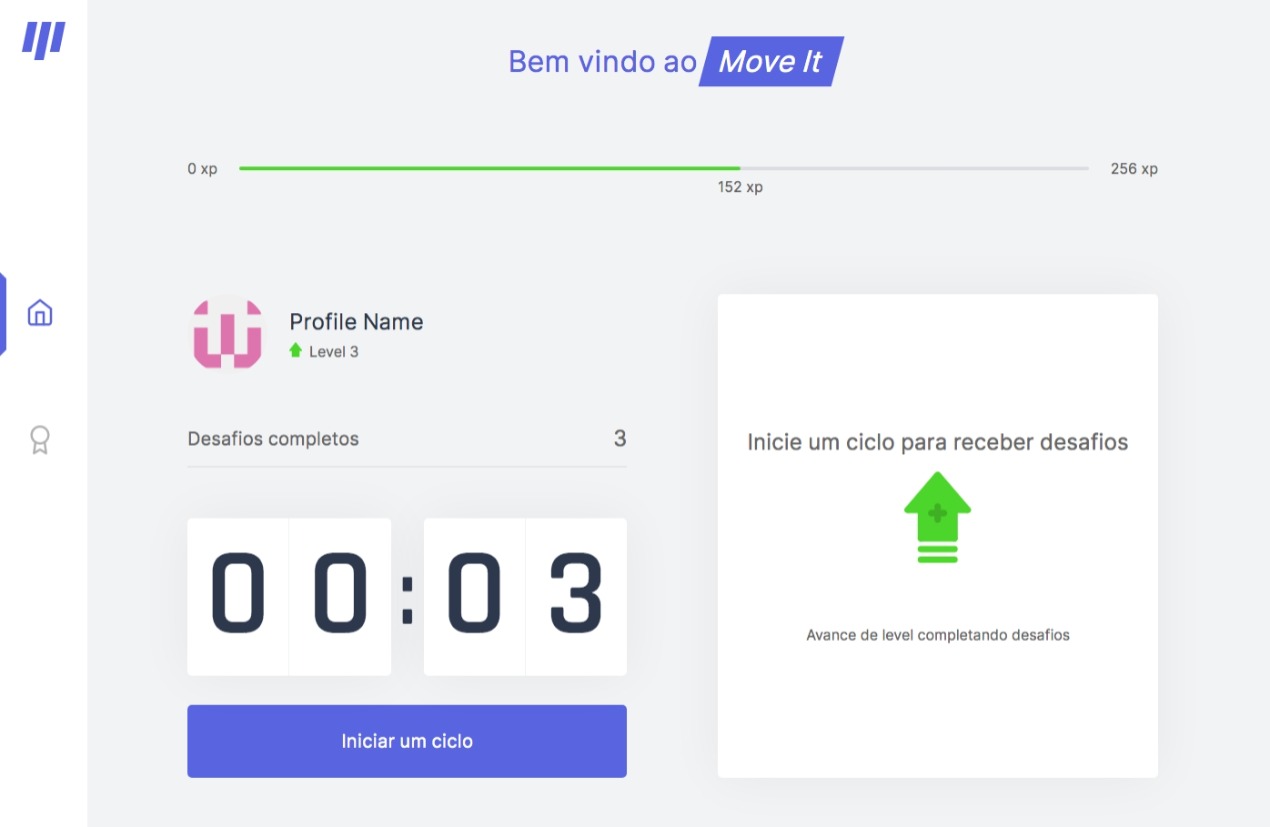 Bem vindo ao Move It
0 xp
256 xp
152 xp
Profile Name
Level 3
Desafios completos 3
00:03
Iniciar um ciclo
Inicie um ciclo para receber desafios
Avance de level completando desafios